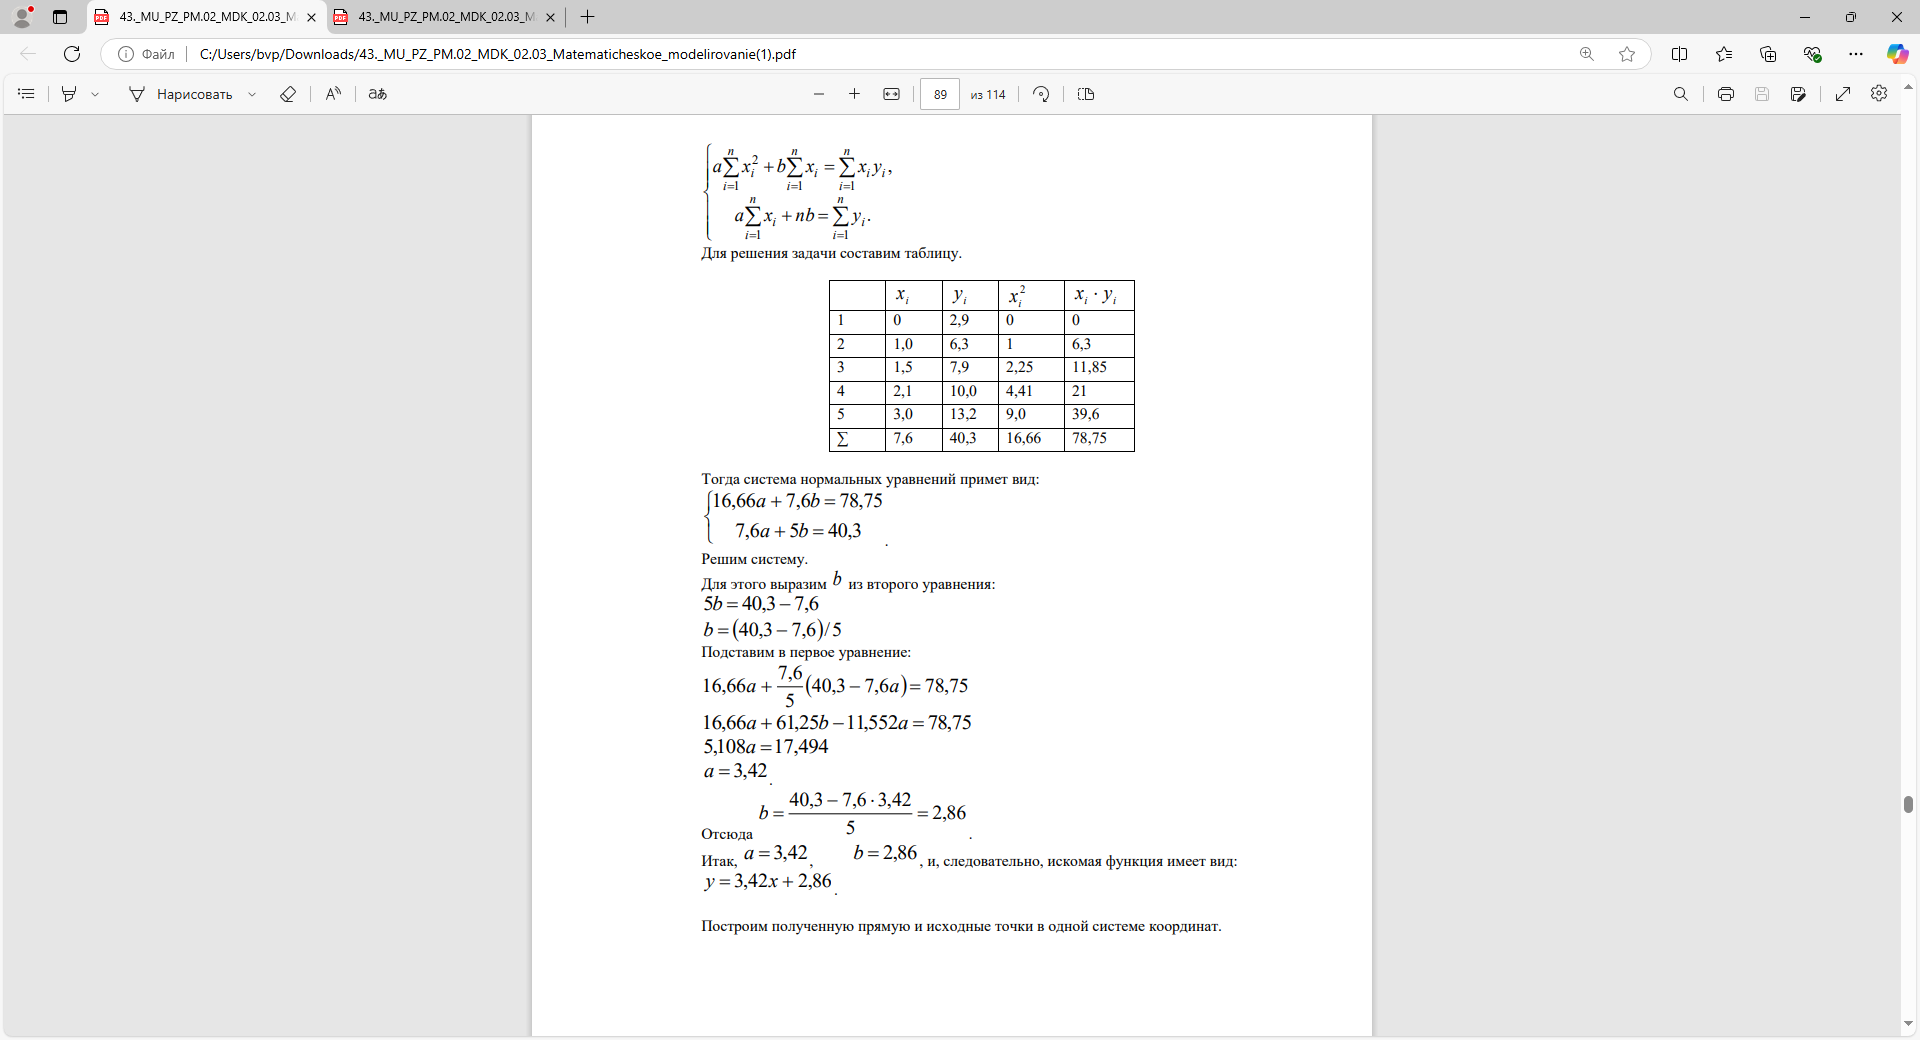 43._MU_PZ_PM.02_MDK_02.03_M
43._MU_PZ_PM.02_MDK_02.03_M
Файл
C:/Users/bvp/Downloads/43._MU_PZ_PM.02_MDK_02.03_Matematicheskoe_modelirovanie(1).pdf
Нарисовать
аあ
89 из 114
a∑_{i=1}^{n} x_i^2 + b∑_{i=1}^{n} x_i = ∑_{i=1}^{n} x_i y_i,
a∑_{i=1}^{n} x_i + nb = ∑_{i=1}^{n} y_i.
Для решения задачи составим таблицу.
x_i y_i x_i^2 x_i · y_i
1 0 2,9 0 0
2 1,0 6,3 1 6,3
3 1,5 7,9 2,25 11,85
4 2,1 10,0 4,41 21
5 3,0 13,2 9,0 39,6
∑ 7,6 40,3 16,66 78,75
Тогда система нормальных уравнений примет вид:
16,66a + 7,6b = 78,75
7,6a + 5b = 40,3
.
Решим систему.
Для этого выразим b из второго уравнения:
5b = 40,3 − 7,6
b = (40,3 − 7,6)/5
Подставим в первое уравнение:
16,66a + 7,6/5 (40,3 − 7,6a) = 78,75
16,66a + 61,25b − 11,552a = 78,75
5,108a = 17,494
a = 3,42.
Отсюда b = (40,3 − 7,6 · 3,42)/5 = 2,86.
Итак, a = 3,42, b = 2,86, и, следовательно, искомая функция имеет вид:
y = 3,42x + 2,86.
Построим полученную прямую и исходные точки в одной системе координат.